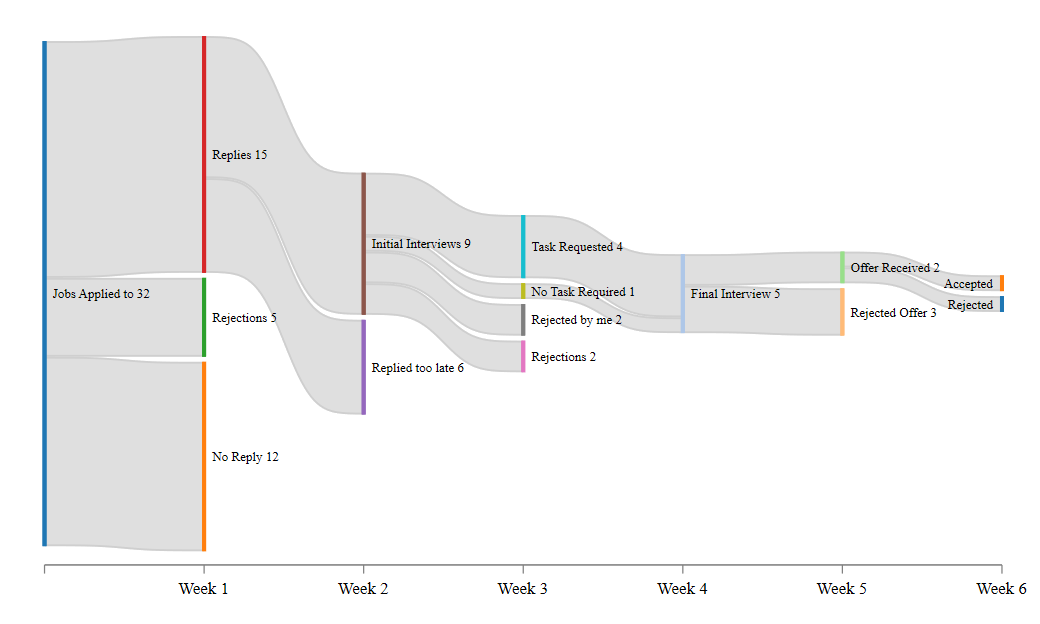 Replies 15
Jobs Applied to 32
Rejections 5
No Reply 12
Initial Interviews 9
Replied too late 6
Task Requested 4
No Task Required 1
Rejected by me 2
Rejections 2
Final Interview 5
Offer Received 2
Rejected Offer 3
Accepted
Rejected
Week 1
Week 2
Week 3
Week 4
Week 5
Week 6